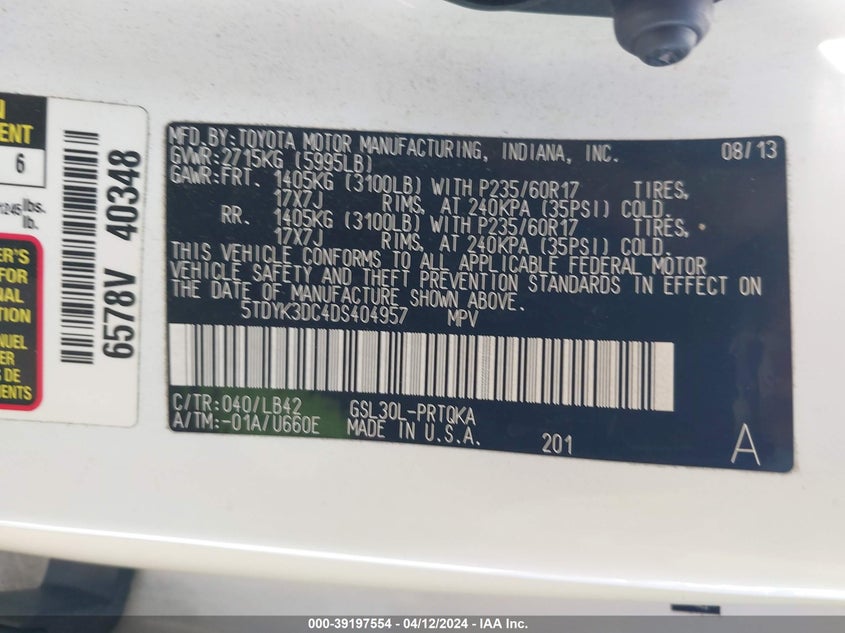 MFD.BY:TOYOTA MOTOR MANUFACTURING, INDIANA, INC. 08/13
GVWR:2715KG (5995LB)
GAWR:FRT. 1405KG (3100LB) WITH P235/60R17 TIRES,
17X7J RIMS, AT 240KPA (35PSI) COLD.
RR. 1405KG (3100LB) WITH P235/60R17 TIRES,
17X7J RIMS, AT 240KPA (35PSI) COLD.
THIS VEHICLE CONFORMS TO ALL APPLICABLE FEDERAL MOTOR
VEHICLE SAFETY AND THEFT PREVENTION STANDARDS IN EFFECT ON
THE DATE OF MANUFACTURE SHOWN ABOVE.
5TDYK3DC4DS404957 MPV
C/TR:040/LB42 GSL30L-PRTQKA
A/TM:-01A/U660E MADE IN U.S.A. 201 A
6578V 40348
6
lbs.
lb.
FOR
DE
000-39197554 - 04/12/2024 - IAA Inc.